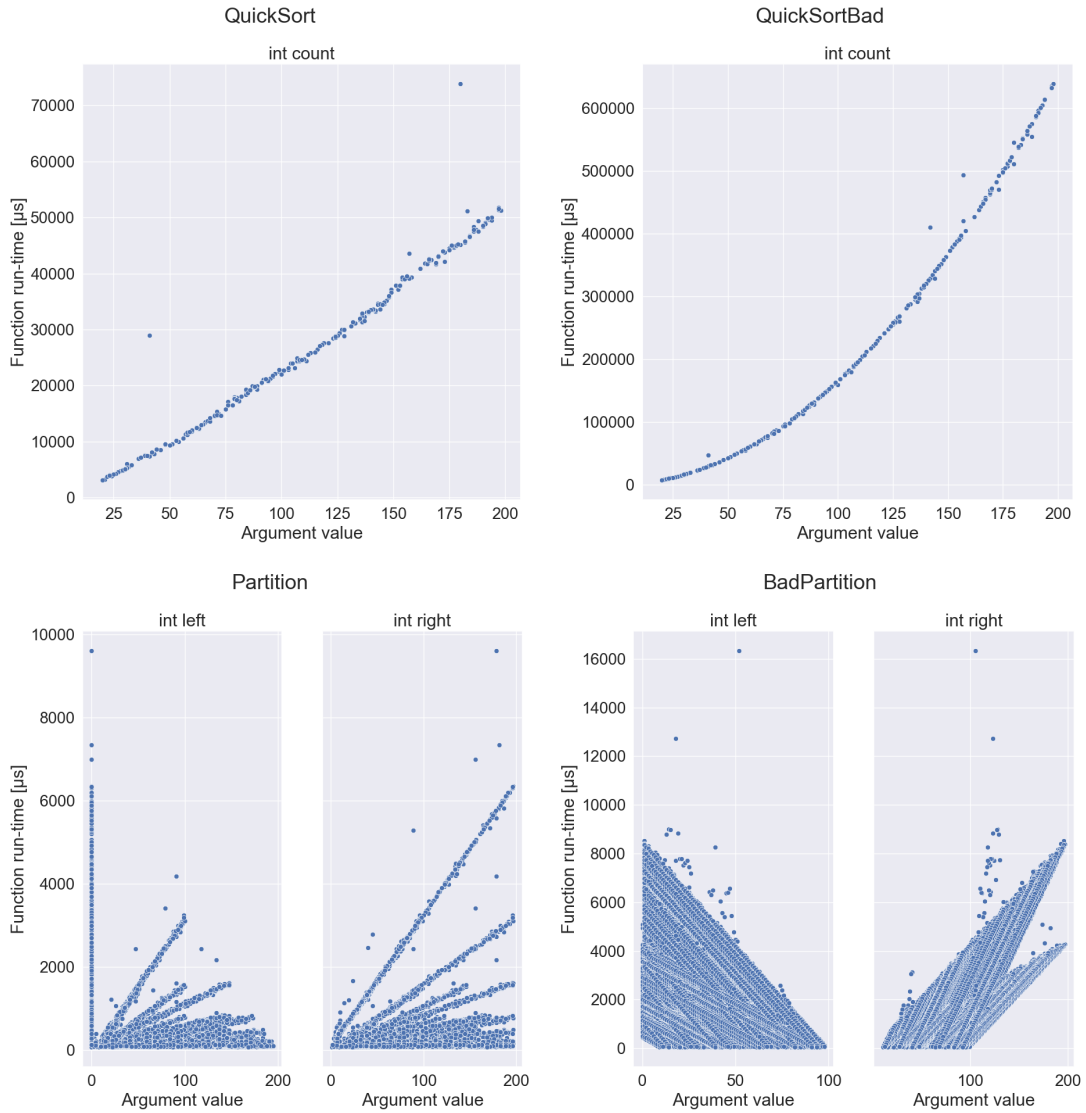 QuickSort
int count
Function run-time [µs]
70000
60000
50000
40000
30000
20000
10000
0
25 50 75 100 125 150 175 200
Argument value
QuickSortBad
int count
Function run-time [µs]
600000
500000
400000
300000
200000
100000
0
25 50 75 100 125 150 175 200
Argument value
Partition
int left
int right
Function run-time [µs]
10000
8000
6000
4000
2000
0
0 100 200
Argument value
0 100 200
Argument value
BadPartition
int left
int right
Function run-time [µs]
16000
14000
12000
10000
8000
6000
4000
2000
0
0 50 100
Argument value
100 200
Argument value